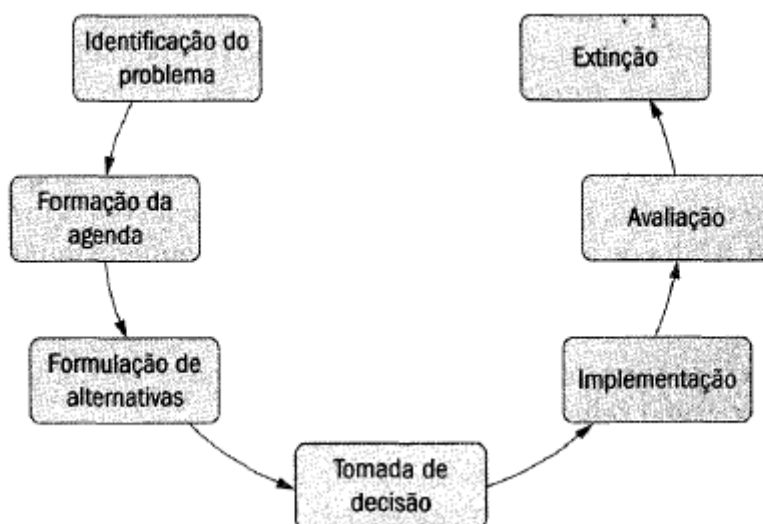 Identificação do
problema
Formação da
agenda
Formulação de
alternativas
Tomada de
decisão
Implementação
Avaliação
Extinção